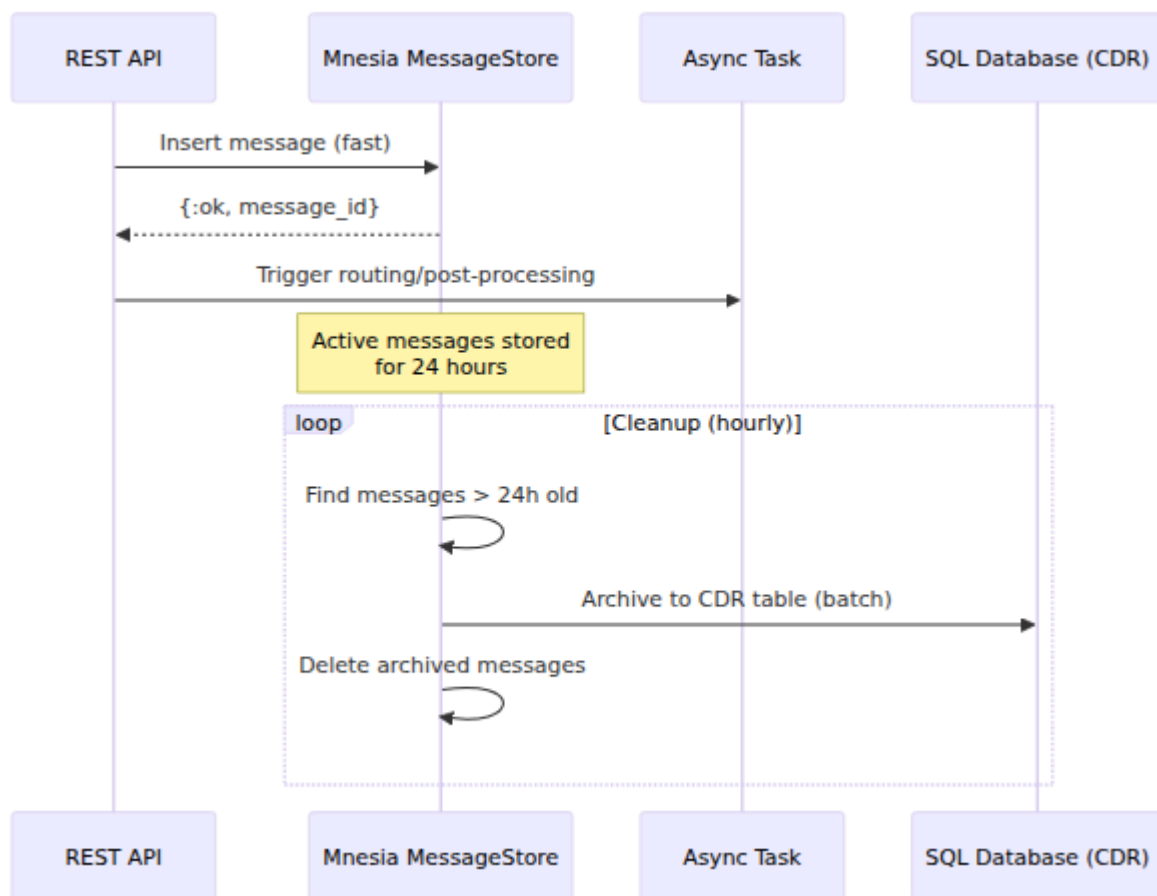 REST API
Mnesia MessageStore
Async Task
SQL Database (CDR)
Insert message (fast)
{:ok, message_id}
Trigger routing/post-processing
Active messages stored
for 24 hours
loop
[Cleanup (hourly)]
Find messages > 24h old
Archive to CDR table (batch)
Delete archived messages
REST API
Mnesia MessageStore
Async Task
SQL Database (CDR)